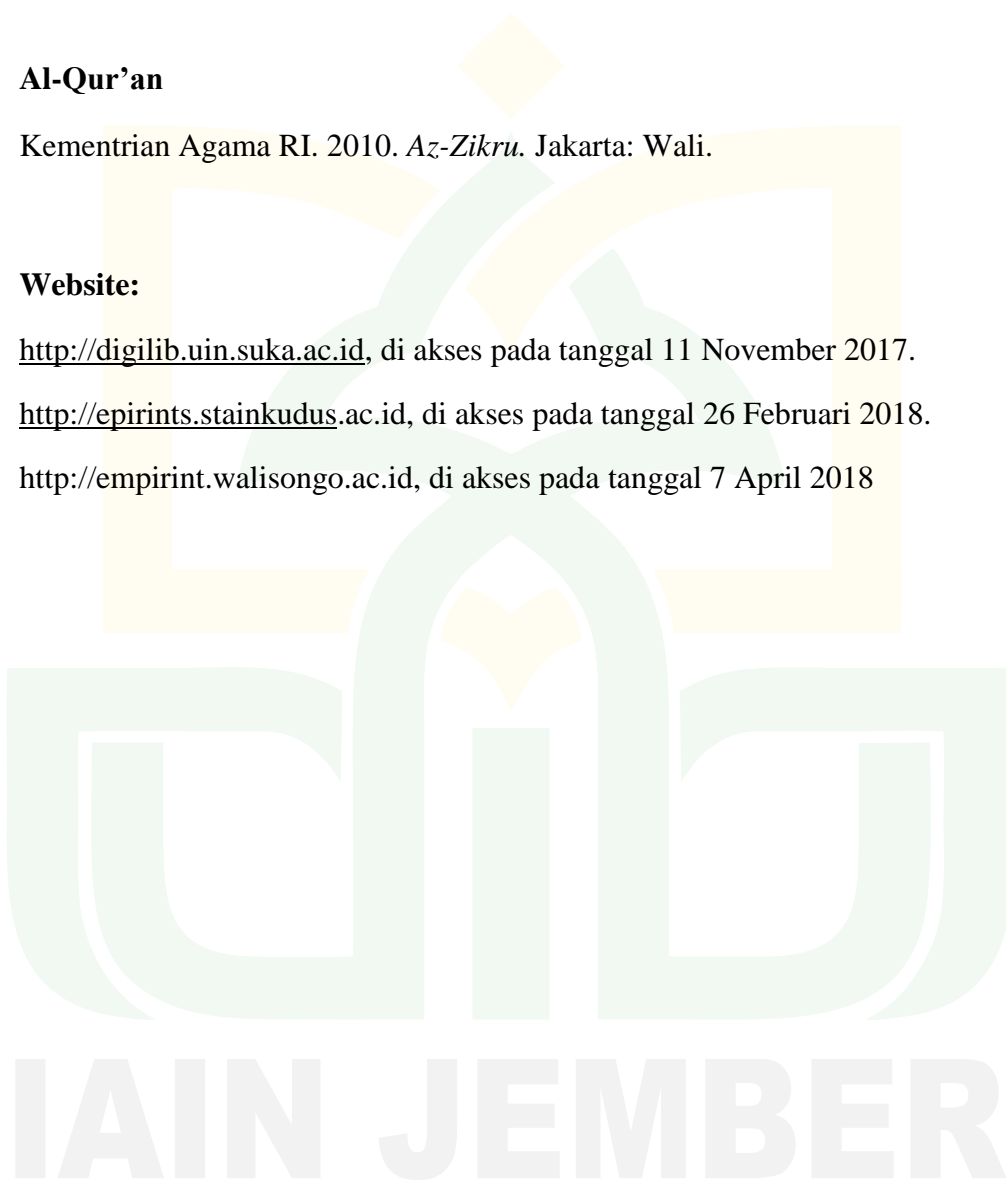 Al-Qur’an
Kementrian Agama RI. 2010. Az-Zikru. Jakarta: Wali.
Website:
http://digilib.uin.suka.ac.id, di akses pada tanggal 11 November 2017.
http://epirints.stainkudus.ac.id, di akses pada tanggal 26 Februari 2018.
http://empirint.walisongo.ac.id, di akses pada tanggal 7 April 2018
IAIN JEMBER